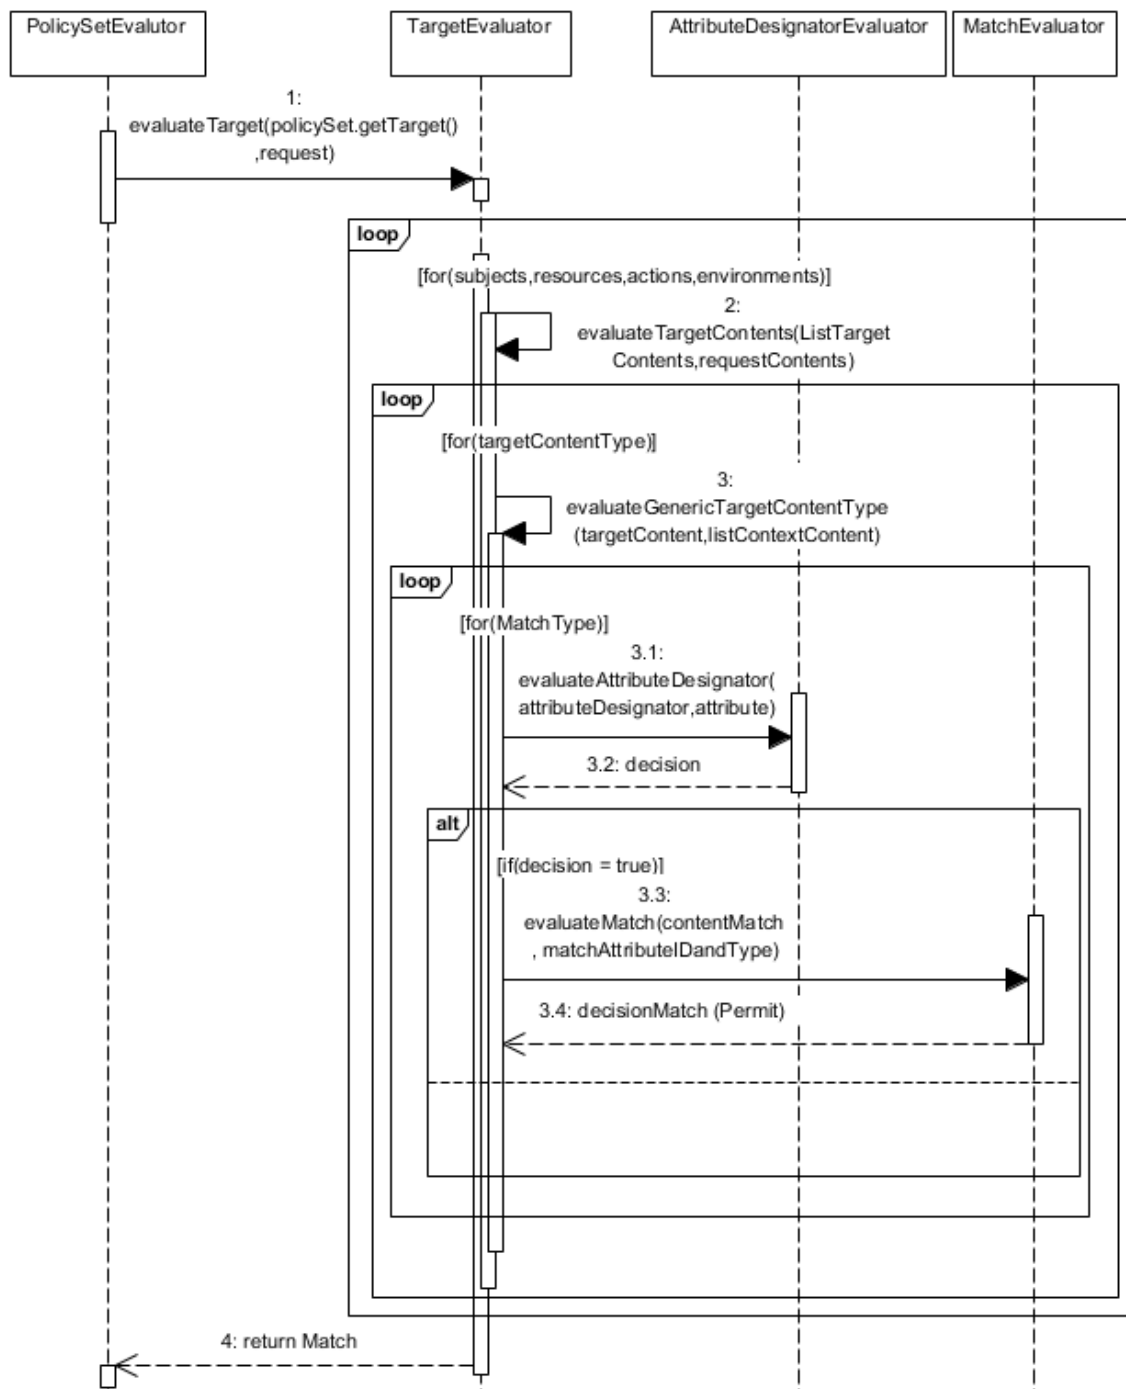 PolicySetEvalutor
TargetEvaluator
AttributeDesignatorEvaluator
MatchEvaluator
1:
evaluateTarget(policySet.getTarget()
,request)
loop
[for(subjects,resources,actions,environments)]
2:
evaluateTargetContents(ListTarget
Contents,requestContents)
loop
[for(targetContentType)]
3:
evaluateGenericTargetContentType
(targetContent,listContextContent)
loop
[for(MatchType)]
3.1:
evaluateAttributeDesignator(
attributeDesignator,attribute)
3.2: decision
alt
[if(decision = true)]
3.3:
evaluateMatch(contentMatch
, matchAttributeIDandType)
3.4: decisionMatch (Permit)
4: return Match